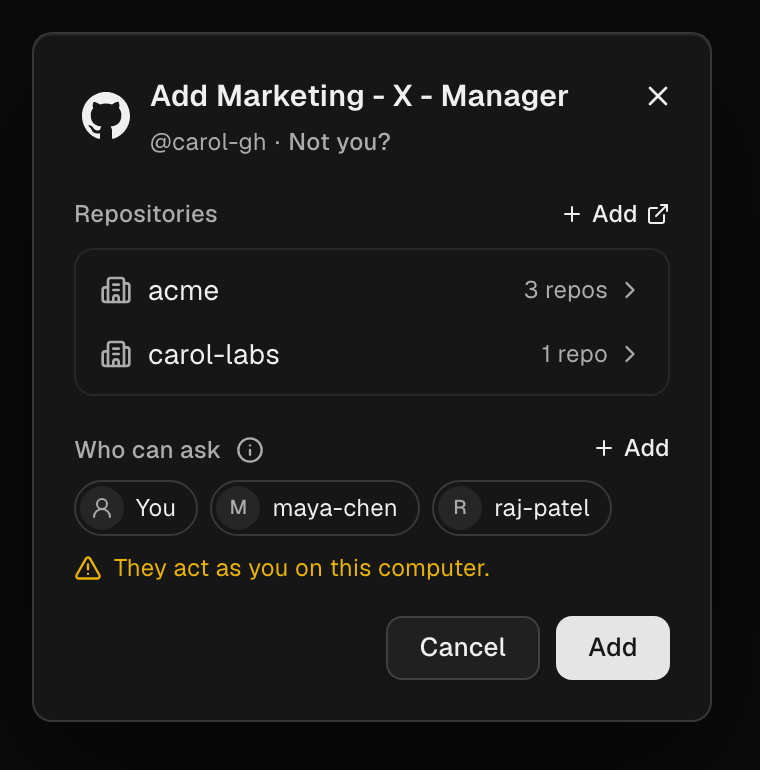 Add Marketing - X - Manager
@carol-gh · Not you?
Repositories
+ Add
acme
3 repos
carol-labs
1 repo
Who can ask
+ Add
You
M maya-chen
R raj-patel
They act as you on this computer.
Cancel
Add